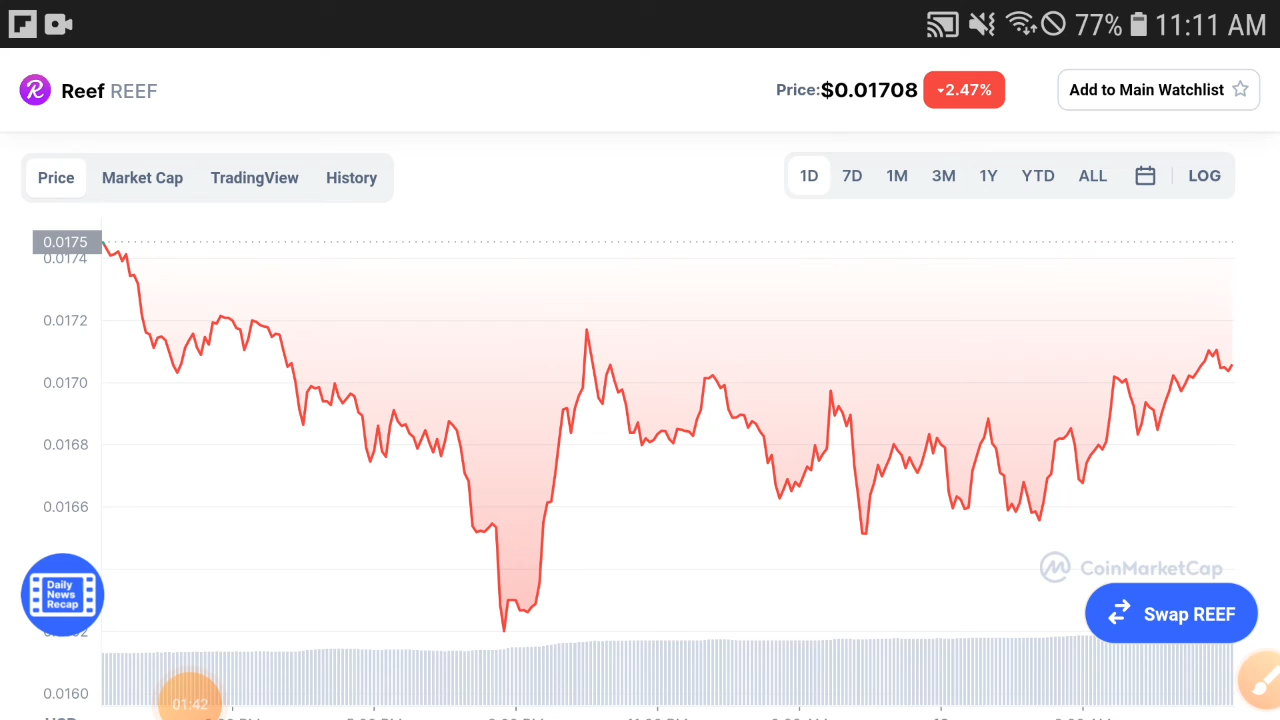 77% 11:11 AM
Reef REEF
Price:$0.01708 2.47%
Add to Main Watchlist
Price Market Cap TradingView History
1D 7D 1M 3M 1Y YTD ALL LOG
0.0175
0.0174
0.0172
0.0170
0.0168
0.0166
CoinMarketCap
Daily
News
Recap
Swap REEF
0.0160
01:42